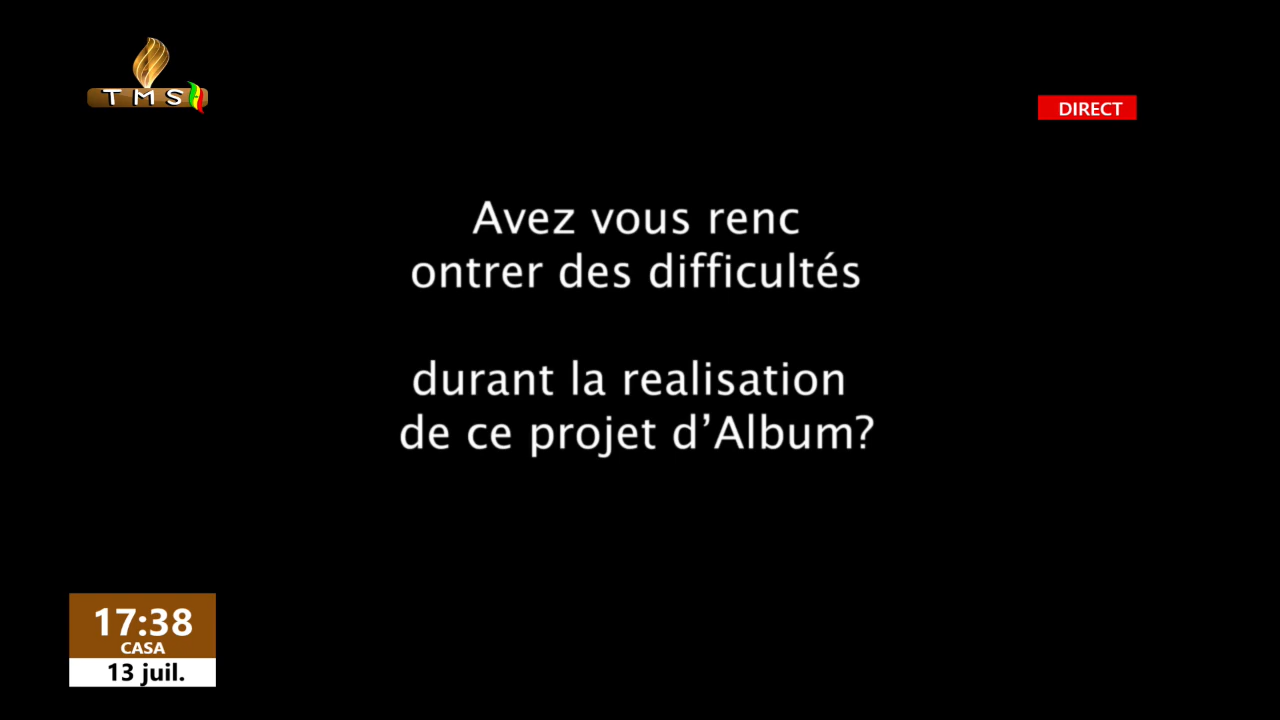 TMS
DIRECT
Avez vous renc
ontrer des difficultés
durant la realisation
de ce projet d’Album?
17:38
CASA
13 juil.